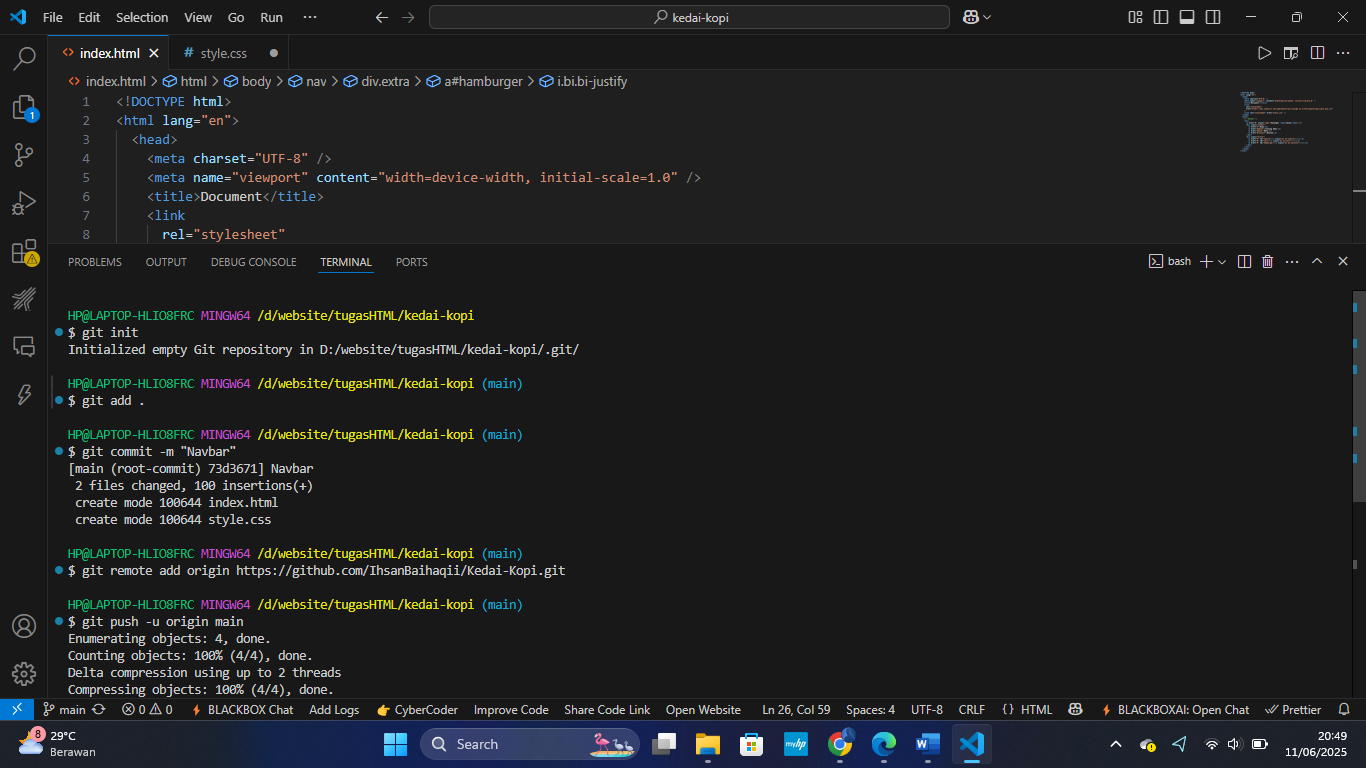 File Edit Selection View Go Run ··· kedai-kopi
index.html style.css
index.html > html > body > nav > div.extra > a#hamburger > i.bi.bi-justify
1 <!DOCTYPE html>
2 <html lang="en">
3 <head>
4 <meta charset="UTF-8" />
5 <meta name="viewport" content="width=device-width, initial-scale=1.0" />
6 <title>Document</title>
7 <link
8 rel="stylesheet"
1
PROBLEMS OUTPUT DEBUG CONSOLE TERMINAL PORTS bash
HP@LAPTOP-HLIO8FRC MINGW64 /d/website/tugasHTML/kedai-kopi
$ git init
Initialized empty Git repository in D:/website/tugasHTML/kedai-kopi/.git/
HP@LAPTOP-HLIO8FRC MINGW64 /d/website/tugasHTML/kedai-kopi (main)
$ git add .
HP@LAPTOP-HLIO8FRC MINGW64 /d/website/tugasHTML/kedai-kopi (main)
$ git commit -m "Navbar"
[main (root-commit) 73d3671] Navbar
2 files changed, 100 insertions(+)
create mode 100644 index.html
create mode 100644 style.css
HP@LAPTOP-HLIO8FRC MINGW64 /d/website/tugasHTML/kedai-kopi (main)
$ git remote add origin https://github.com/IhsanBaihaqii/Kedai-Kopi.git
HP@LAPTOP-HLIO8FRC MINGW64 /d/website/tugasHTML/kedai-kopi (main)
$ git push -u origin main
Enumerating objects: 4, done.
Counting objects: 100% (4/4), done.
Delta compression using up to 2 threads
Compressing objects: 100% (4/4), done.
main 0 0 BLACKBOX Chat Add Logs CyberCoder Improve Code Share Code Link Open Website Ln 26, Col 59 Spaces: 4 UTF-8 CRLF {} HTML BLACKBOXAI: Open Chat Prettier
8 29°C
Berawan
Search
myhp
20:49
11/06/2025